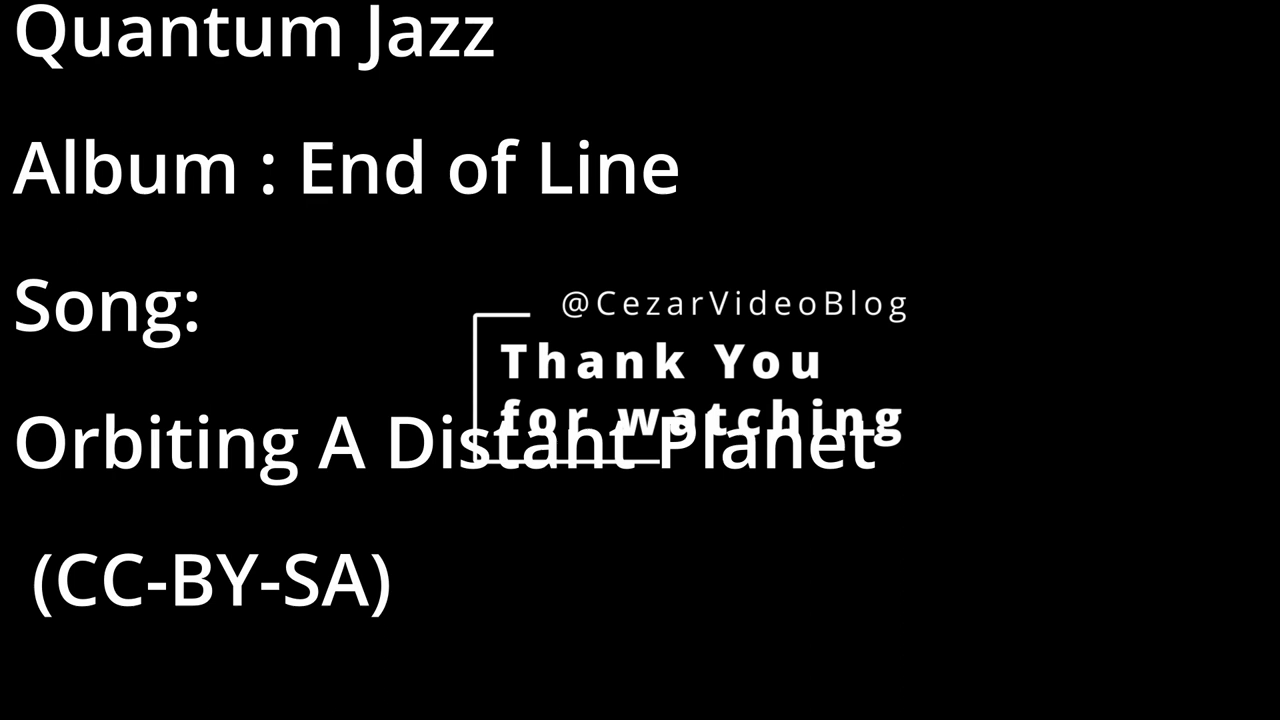 Quantum Jazz
Album : End of Line
Song:
@CezarVideoBlog
Thank You
for watching
Orbiting A Distant Planet
(CC-BY-SA)